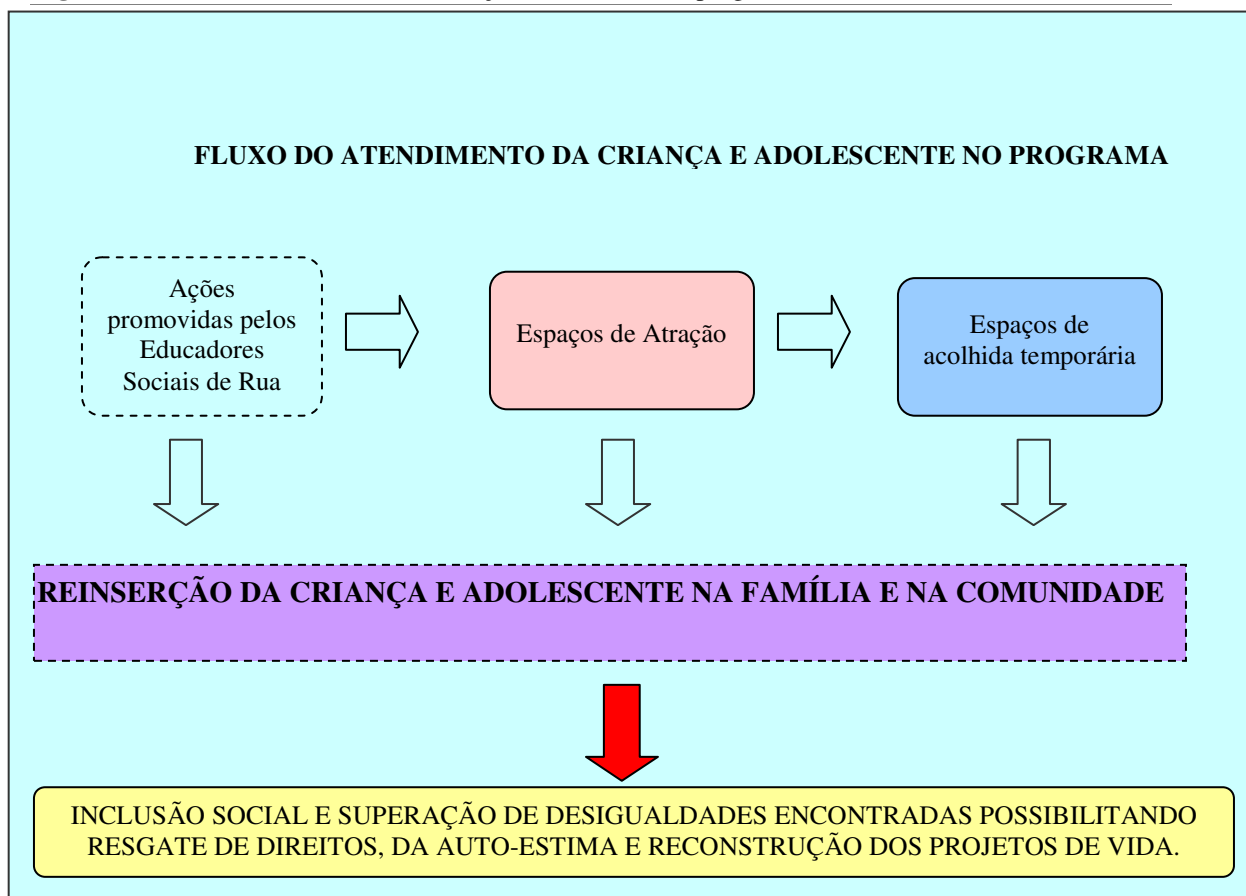 FLUXO DO ATENDIMENTO DA CRIANÇA E ADOLESCENTE NO PROGRAMA
Ações
promovidas pelos
Educadores
Sociais de Rua
Espaços de Atração
Espaços de
acolhida temporária
REINSERÇÃO DA CRIANÇA E ADOLESCENTE NA FAMÍLIA E NA COMUNIDADE
INCLUSÃO SOCIAL E SUPERAÇÃO DE DESIGUALDADES ENCONTRADAS POSSIBILITANDO
RESGATE DE DIREITOS, DA AUTO-ESTIMA E RECONSTRUÇÃO DOS PROJETOS DE VIDA.